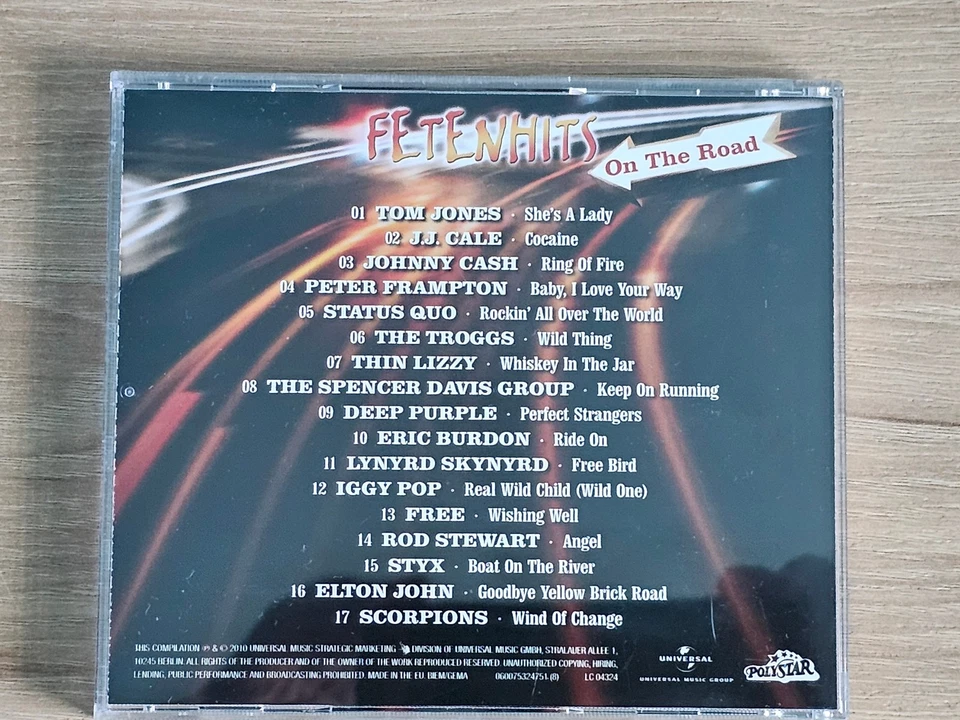 FETENHITS
On The Road
01 TOM JONES · She's A Lady
02 J.J. CALE · Cocaine
03 JOHNNY CASH · Ring Of Fire
04 PETER FRAMPTON · Baby, I Love Your Way
05 STATUS QUO · Rockin' All Over The World
06 THE TROGGS · Wild Thing
07 THIN LIZZY · Whiskey In The Jar
08 THE SPENCER DAVIS GROUP · Keep On Running
09 DEEP PURPLE · Perfect Strangers
10 ERIC BURDON · Ride On
11 LYNYRD SKYNYRD · Free Bird
12 IGGY POP · Real Wild Child (Wild One)
13 FREE · Wishing Well
14 ROD STEWART · Angel
15 STYX · Boat On The River
16 ELTON JOHN · Goodbye Yellow Brick Road
17 SCORPIONS · Wind Of Change
THIS COMPILATION ℗ & © 2010 UNIVERSAL MUSIC STRATEGIC MARKETING A DIVISION OF UNIVERSAL MUSIC GMBH, STRALAUER ALLEE 1,
10245 BERLIN. ALL RIGHTS OF THE PRODUCER AND OF THE OWNER OF THE WORK REPRODUCED RESERVED. UNAUTHORIZED COPYING, HIRING,
LENDING, PUBLIC PERFORMANCE AND BROADCASTING PROHIBITED. MADE IN THE EU. BIEM/GEMA 060075324751 (8) LC 04324
UNIVERSAL
UNIVERSAL MUSIC GROUP
POLYSTAR